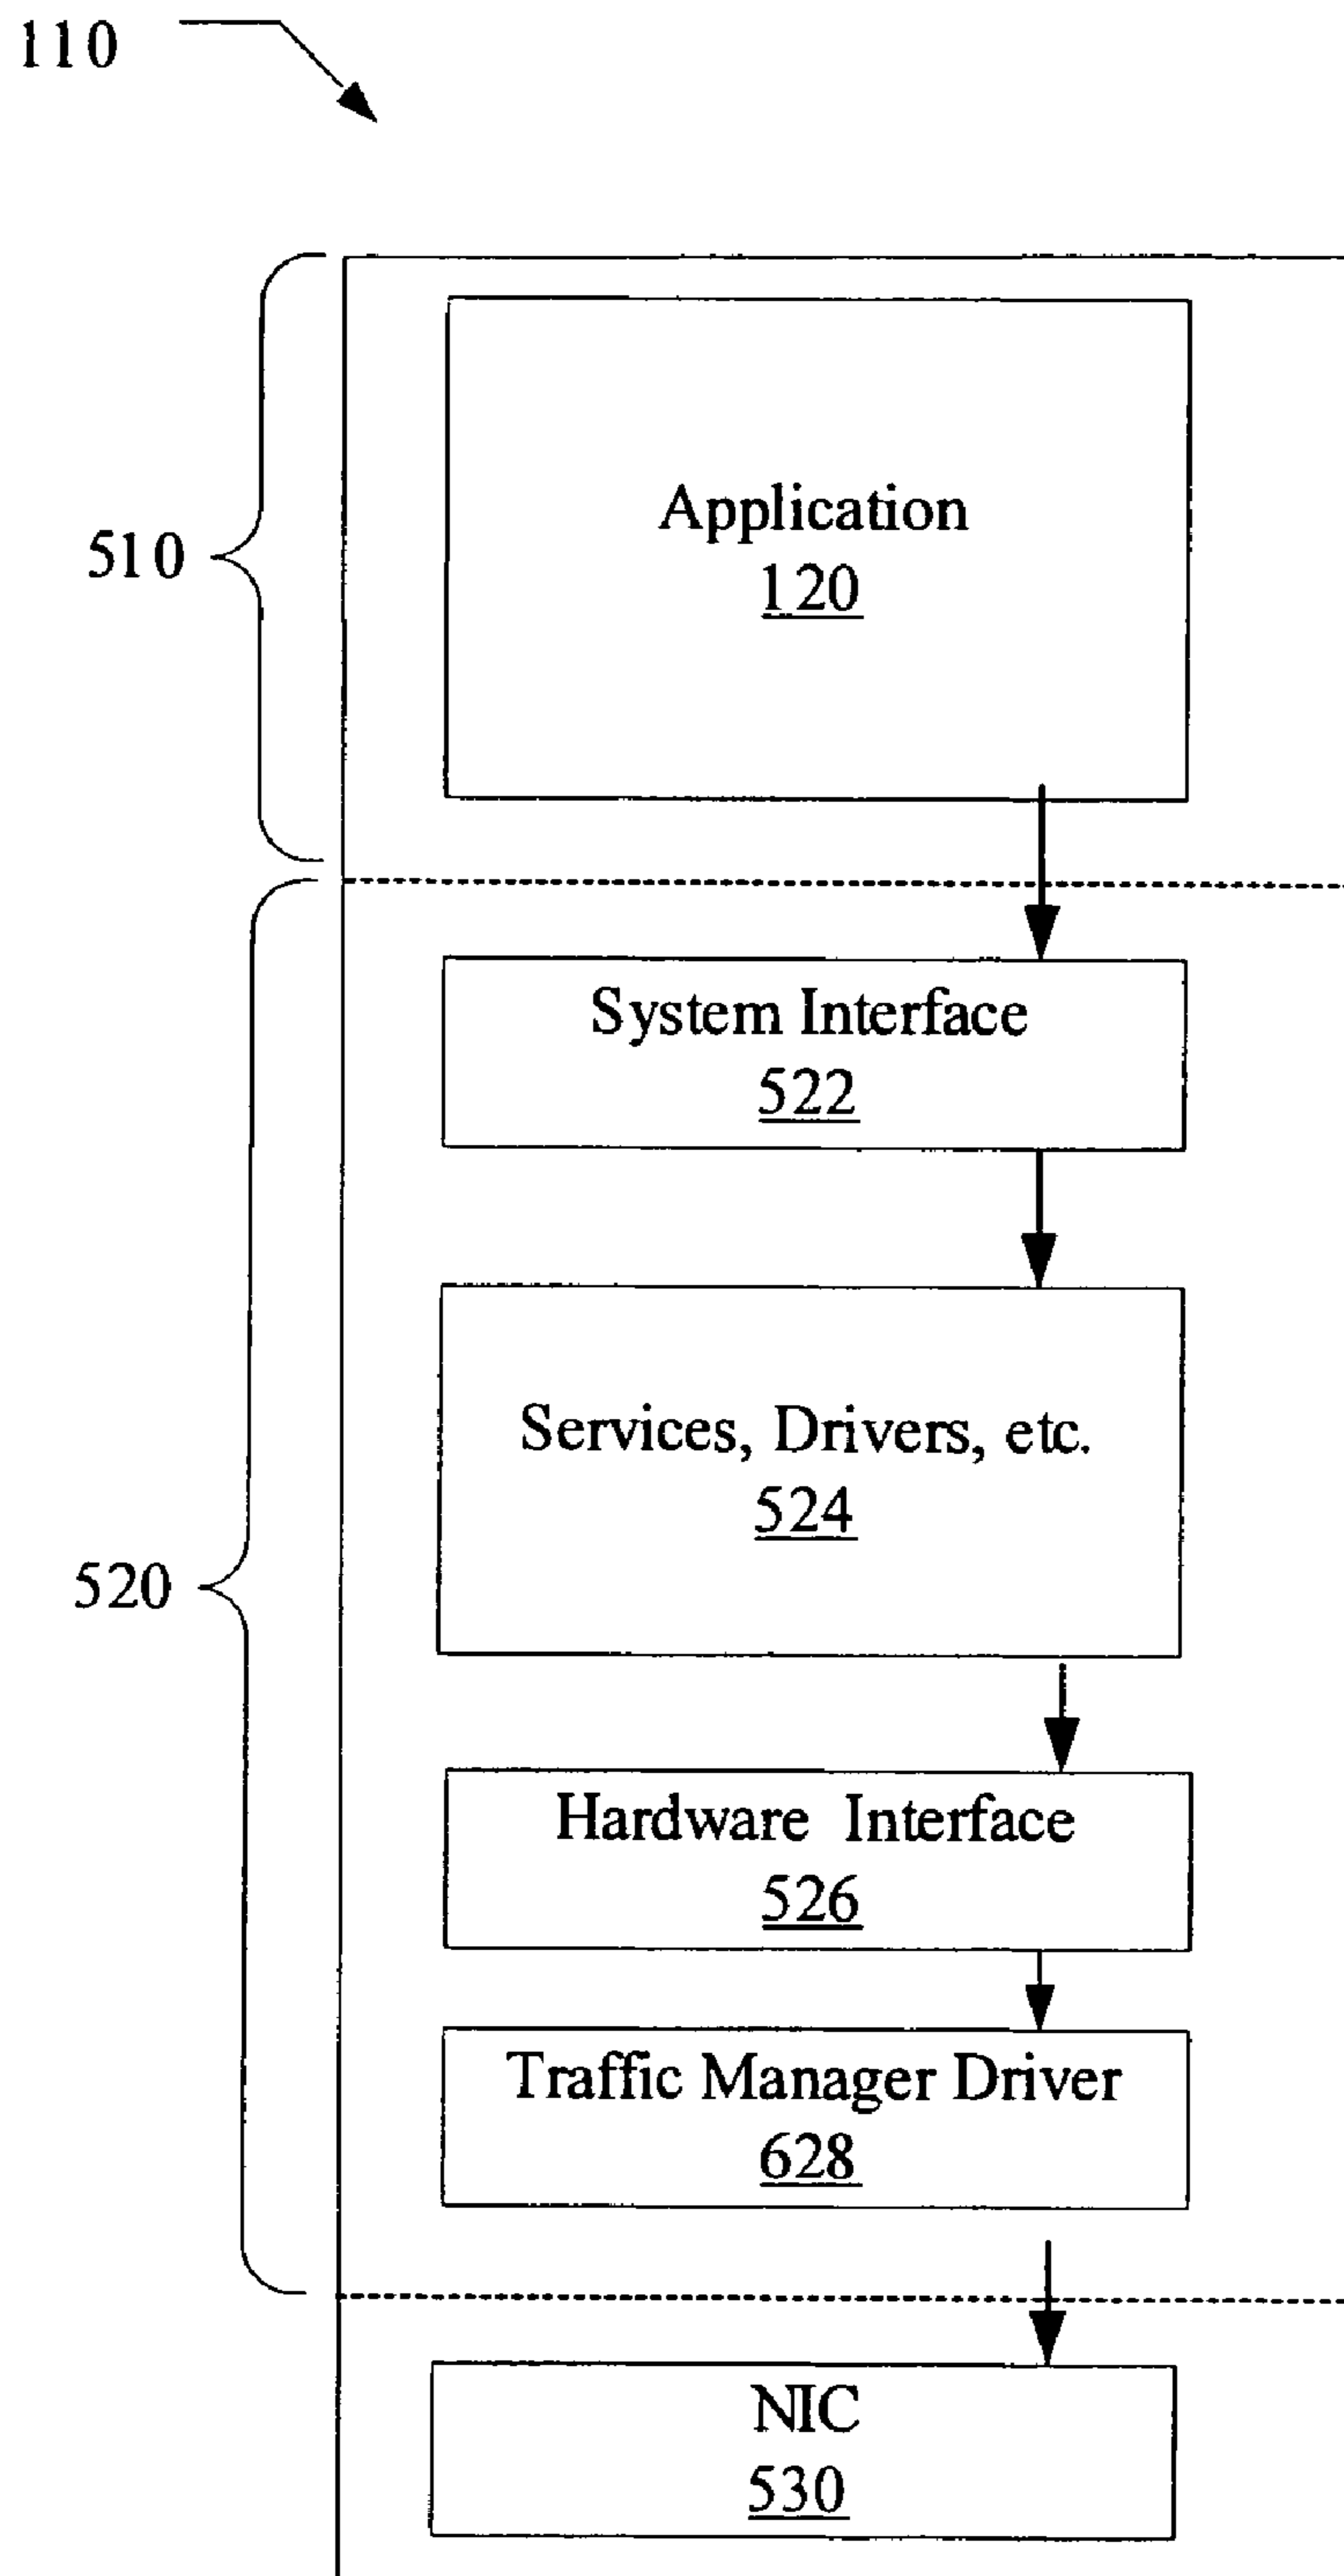 110
510
Application
120
System Interface
522
Services, Drivers, etc.
524
520
Hardware Interface
526
Traffic Manager Driver
628
NIC
530